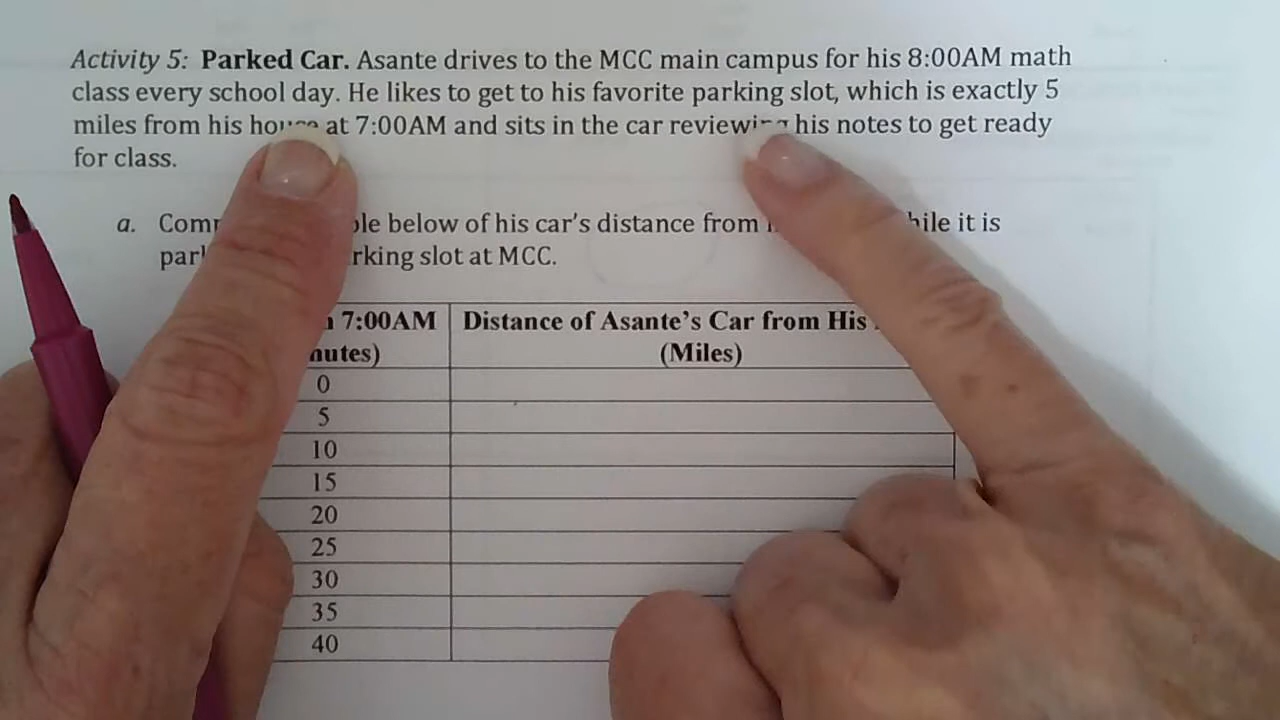 Activity 5: Parked Car. Asante drives to the MCC main campus for his 8:00AM math
class every school day. He likes to get to his favorite parking slot, which is exactly 5
miles from his house at 7:00AM and sits in the car reviewing his notes to get ready
for class.
a. below of his car's distance from while it is
slot at MCC.
7:00AM Distance of Asante's Car from His
(Miles)
0
5
10
15
20
25
30
35
40